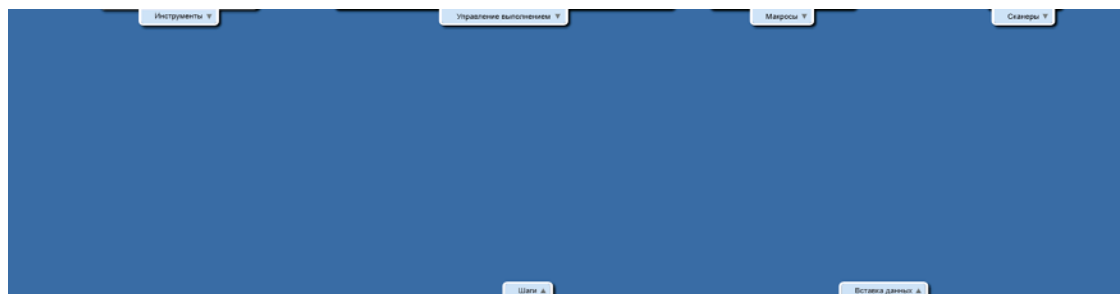 Инструменты ▼
Управление выполнением ▼
Макросы ▼
Сканеры ▼
Шаги ▲
Вставка данных ▲